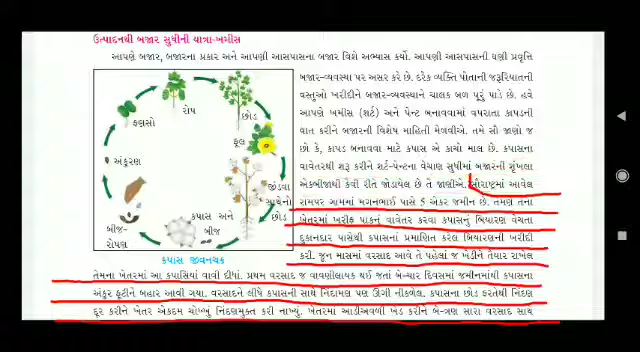 ઉત્પાદનથી બજાર સુધીની યાત્રા-ખમીસ
આપણે બજાર, બજારના પ્રકાર અને આપણી આસપાસના બજાર વિશે અભ્યાસ કર્યો. આપણી આસપાસની ઘણી પ્રવૃત્તિ
બજાર-વ્યવસ્થા પર અસર કરે છે. દરેક વ્યક્તિ પોતાની જરૂરિયાતની
વસ્તુઓ ખરીદીને બજાર-વ્યવસ્થાને ચાલક બળ પૂરું પાડે છે. હવે
આપણે ખમીસ (શર્ટ) અને પેન્ટ બનાવવામાં વપરાતા કાપડની
વાત કરીને બજારની વિશેષ માહિતી મેળવીએ. તમે સૌ જાણો જ
છો કે, કાપડ બનાવવા માટે કપાસ એ કાચો માલ છે. કપાસના
વાવેતરથી શરૂ કરીને શર્ટ-પેન્ટના વેચાણ સુધીમાં બજારની શૃંખલા
એકબીજાથી કેવી રીતે જોડાયેલ છે તે જાણીએ. સૌરાષ્ટ્રમાં આવેલ
રામપર ગામમાં મગનભાઈ પાસે 5 એકર જમીન છે. તેમણે તેના
ખેતરમાં ખરીફ પાકનું વાવેતર કરવા કપાસનું બિયારણ વેચતા
દુકાનદાર પાસેથી કપાસનાં પ્રમાણિત કરેલ બિયારણની ખરીદી
કરી. જૂન માસમાં વરસાદ આવે તે પહેલાં જ ખેડીને તૈયાર રાખેલ
તેમના ખેતરમાં આ કપાસિયાં વાવી દીધાં. પ્રથમ વરસાદ જ વાવણીલાયક થઈ જતાં બે-ચાર દિવસમાં જમીનમાંથી કપાસના
અંકુર ફૂટીને બહાર આવી ગયા. વરસાદને લીધે કપાસની સાથે નિંદામણ પણ ઊગી નીકળેલ. કપાસના છોડ ફરતેથી નિંદણ
દૂર કરીને ખેતર એકદમ ચોખ્ખું નિંદણમુક્ત કરી નાખ્યું. ખેતરમાં આડીઅવળી ખેડ કરીને બે-ત્રણ સારા વરસાદ સાથે
ફણસો
રોપ
છોડ
ફૂલ
જીંડવા
સાથેનો
છોડ
કપાસ અને
બીજ
બીજ-
રોપણ
અંકુરણ
કપાસ જીવનચક્ર